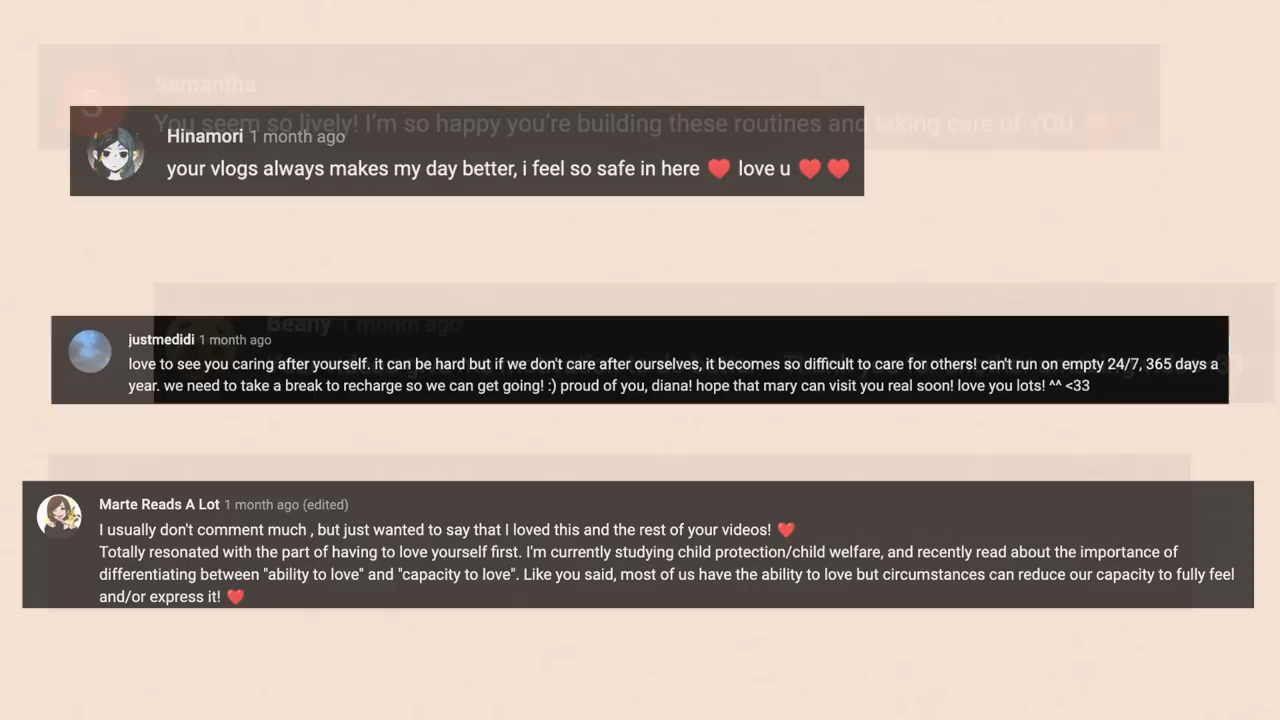 Samantha
You seem so lively! I'm so happy you're building these routines and taking care of YOU
Hinamori 1 month ago
your vlogs always makes my day better, i feel so safe in here ❤️ love u ❤️ ❤️
Beany 1 month ago
justmedidi 1 month ago
love to see you caring after yourself. it can be hard but if we don't care after ourselves, it becomes so difficult to care for others! can't run on empty 24/7, 365 days a
year. we need to take a break to recharge so we can get going! :) proud of you, diana! hope that mary can visit you real soon! love you lots! ^^ <33
Marte Reads A Lot 1 month ago (edited)
I usually don't comment much , but just wanted to say that I loved this and the rest of your videos! ❤️
Totally resonated with the part of having to love yourself first. I'm currently studying child protection/child welfare, and recently read about the importance of
differentiating between "ability to love" and "capacity to love". Like you said, most of us have the ability to love but circumstances can reduce our capacity to fully feel
and/or express it! ❤️